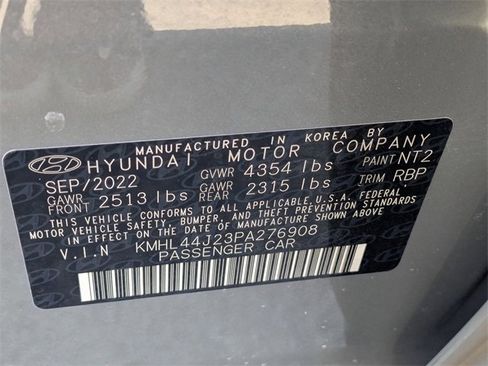 MANUFACTURED IN KOREA BY
HYUNDAI MOTOR COMPANY
SEP/2022 GVWR 4354 lbs PAINT NT2
GAWR FRONT 2513 lbs GAWR REAR 2315 lbs TRIM RBP
THIS VEHICLE CONFORMS TO ALL APPLICABLE U.S.A. FEDERAL
MOTOR VEHICLE SAFETY, BUMPER, AND THEFT PREVENTION STANDARDS
IN EFFECT ON THE DATE OF MANUFACTURE SHOWN ABOVE.
V.I.N KMHL44J23PA276908
PASSENGER CAR